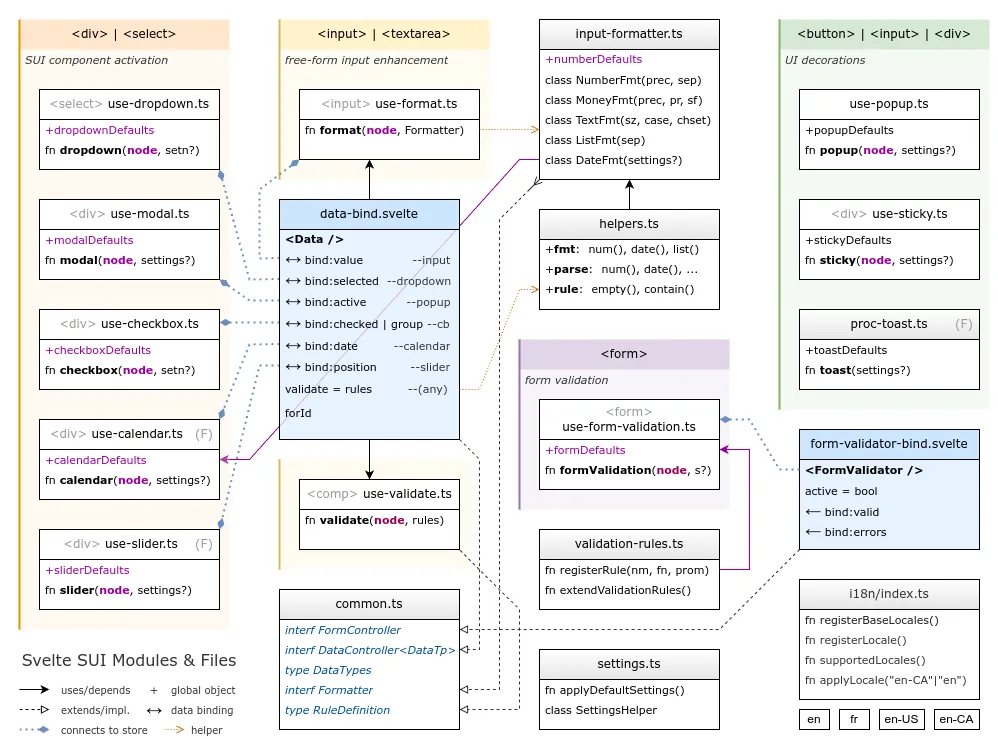 <div> | <select>
SUI component activation
<select> use-dropdown.ts
+dropdownDefaults
fn dropdown(node, setn?)
<div> use-modal.ts
+modalDefaults
fn modal(node, settings?)
<div> use-checkbox.ts
+checkboxDefaults
fn checkbox(node, setn?)
<div> use-calendar.ts (F)
+calendarDefaults
fn calendar(node, settings?)
<div> use-slider.ts (F)
+sliderDefaults
fn slider(node, settings?)
<input> | <textarea>
free-form input enhancement
<input> use-format.ts
fn format(node, Formatter)
data-bind.svelte
<Data />
↔ bind:value --input
↔ bind:selected --dropdown
↔ bind:active --popup
↔ bind:checked | group --cb
↔ bind:date --calendar
↔ bind:position --slider
validate = rules --(any)
forId
<comp> use-validate.ts
fn validate(node, rules)
common.ts
interf FormController
interf DataController<DataTp>
type DataTypes
interf Formatter
type RuleDefinition
input-formatter.ts
+numberDefaults
class NumberFmt(prec, sep)
class MoneyFmt(prec, pr, sf)
class TextFmt(sz, case, chset)
class ListFmt(sep)
class DateFmt(settings?)
helpers.ts
+fmt: num(), date(), list()
+parse: num(), date(), ...
+rule: empty(), contain()
<form>
form validation
<form>
use-form-validation.ts
+formDefaults
fn formValidation(node, s?)
validation-rules.ts
fn registerRule(nm, fn, prom)
fn extendValidationRules()
settings.ts
fn applyDefaultSettings()
class SettingsHelper
<button> | <input> | <div>
UI decorations
use-popup.ts
+popupDefaults
fn popup(node, settings?)
<div> use-sticky.ts
+stickyDefaults
fn sticky(node, settings?)
proc-toast.ts (F)
+toastDefaults
fn toast(settings?)
form-validator-bind.svelte
<FormValidator />
active = bool
⟵ bind:valid
⟵ bind:errors
i18n/index.ts
fn registerBaseLocales()
fn registerLocale()
fn supportedLocales()
fn applyLocale("en-CA"|"en")
en fr en-US en-CA
Svelte SUI Modules & Files
uses/depends + global object
extends/impl. ↔ data binding
connects to store helper